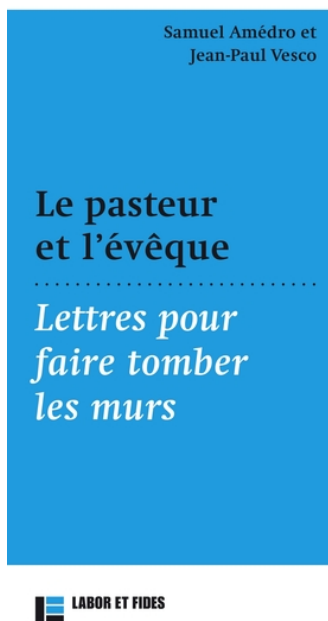 Samuel Amédro et
Jean-Paul Vesco
Le pasteur
et l'évêque
Lettres pour
faire tomber
les murs
LABOR ET FIDES